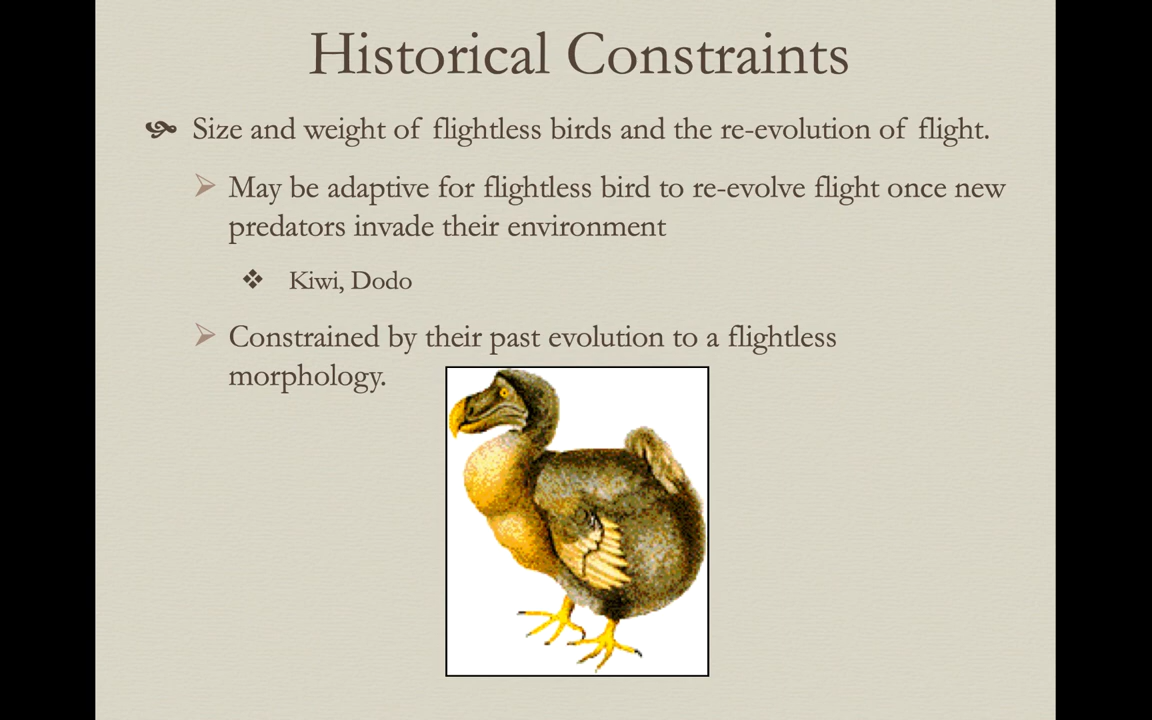 Historical Constraints
Size and weight of flightless birds and the re-evolution of flight.
May be adaptive for flightless bird to re-evolve flight once new
predators invade their environment
Kiwi, Dodo
Constrained by their past evolution to a flightless
morphology.